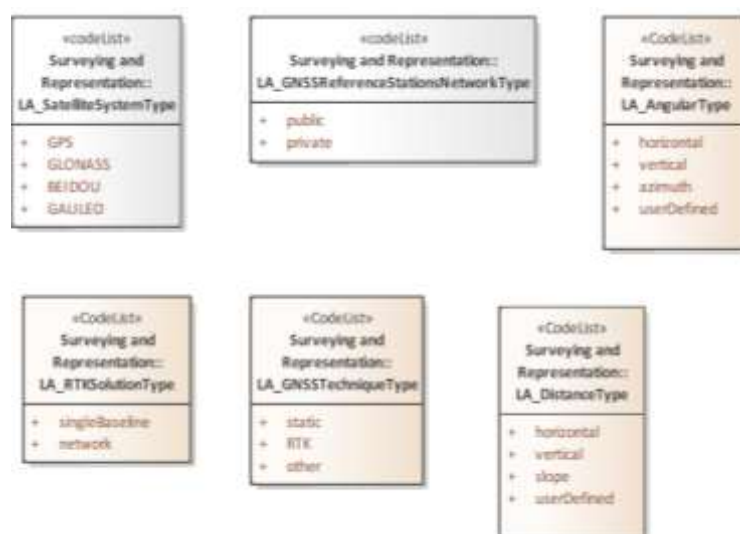 «codeList»
Surveying and
Representation::
LA_SatelliteSystemType
+ GPS
+ GLONASS
+ BEIDOU
+ GALILEO
«codeList»
Surveying and Representation::
LA_GNSSReferenceStationsNetworkType
+ public
+ private
«CodeList»
Surveying and
Representation::
LA_AngularType
+ horizontal
+ vertical
+ azimuth
+ userDefined
«CodeList»
Surveying and
Representation::
LA_RTKSolutionType
+ singleBaseline
+ network
«CodeList»
Surveying and
Representation::
LA_GNSSTechniqueType
+ static
+ RTK
+ other
«CodeList»
Surveying and
Representation::
LA_DistanceType
+ horizontal
+ vertical
+ slope
+ userDefined